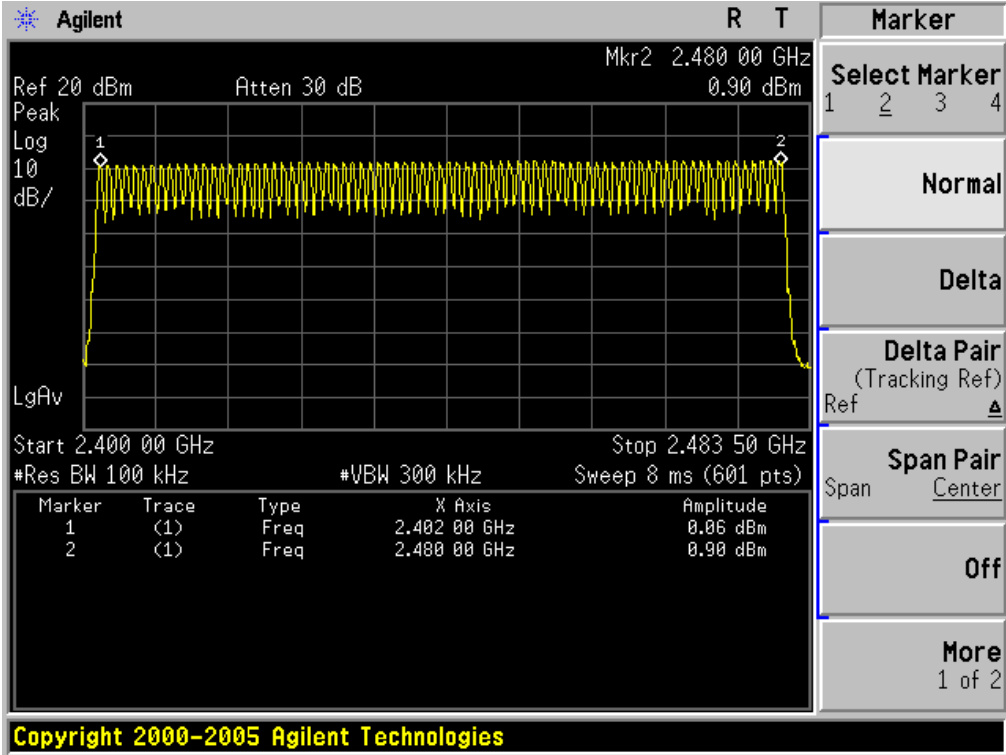 Agilent R T
Mkr2 2.480 00 GHz
Ref 20 dBm Atten 30 dB 0.90 dBm
Peak
Log
10
dB/
1
2
LgAv
Start 2.400 00 GHz Stop 2.483 50 GHz
#Res BW 100 kHz #VBW 300 kHz Sweep 8 ms (601 pts)
Marker Trace Type X Axis Amplitude
1 (1) Freq 2.402 00 GHz 0.06 dBm
2 (1) Freq 2.480 00 GHz 0.90 dBm
Marker
Select Marker
1 2 3 4
Normal
Delta
Delta Pair
(Tracking Ref)
Ref Δ
Span Pair
Span Center
Off
More
1 of 2
Copyright 2000-2005 Agilent Technologies